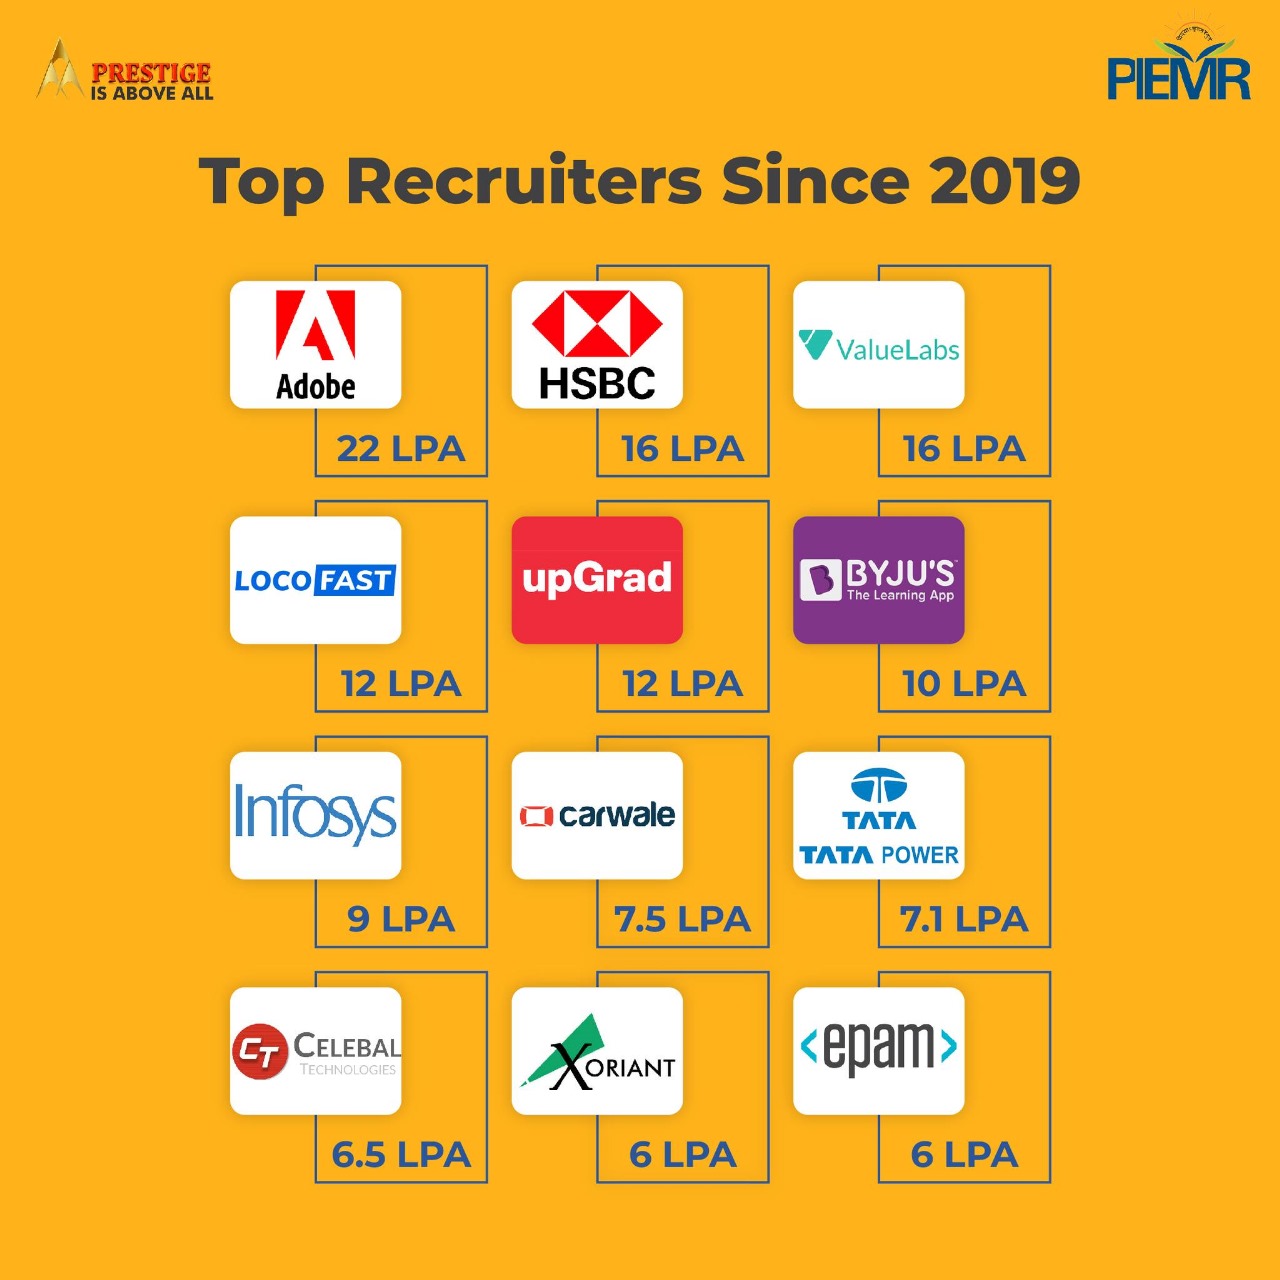 PRESTIGE
IS ABOVE ALL
PIEMR
Top Recruiters Since 2019
Adobe
22 LPA
HSBC
16 LPA
ValueLabs
16 LPA
LOCOFAST
12 LPA
upGrad
12 LPA
BYJU'S
The Learning App
10 LPA
Infosys
9 LPA
carwale
7.5 LPA
TATA
TATA POWER
7.1 LPA
CT
CELEBAL
TECHNOLOGIES
6.5 LPA
XORIANT
6 LPA
<epam>
6 LPA